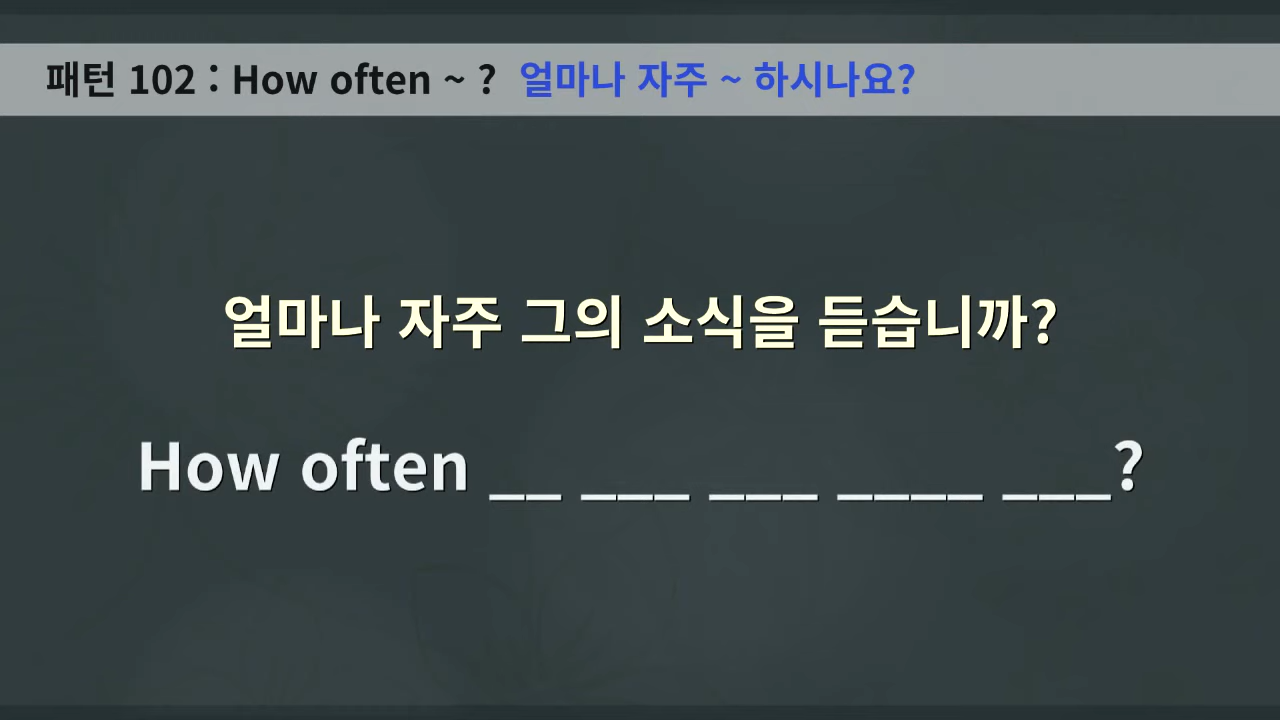 패턴 102 : How often ~ ? 얼마나 자주 ~ 하시나요?
얼마나 자주 그의 소식을 듣습니까?
How often __ ___ ___ ____ ___?